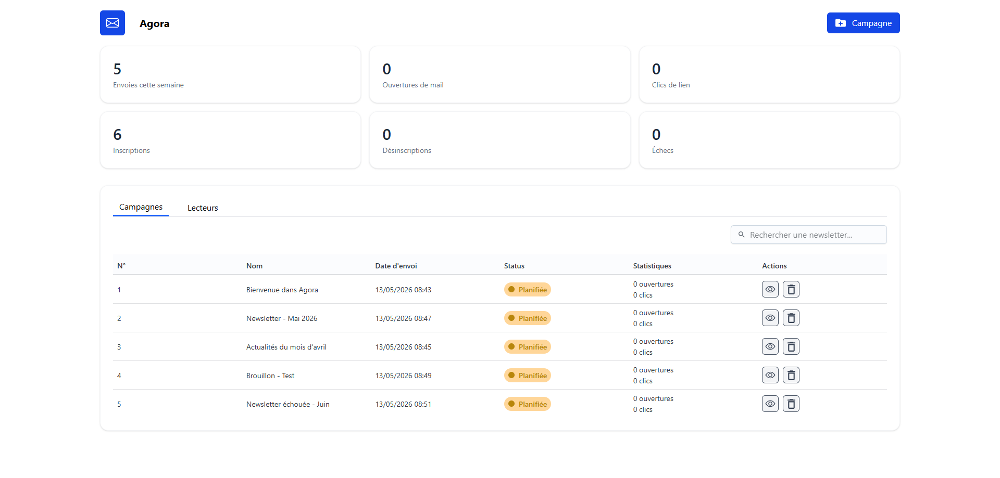 Agora
Campagne
5
Envoies cette semaine
0
Ouvertures de mail
0
Clics de lien
6
Inscriptions
0
Désinscriptions
0
Échecs
Campagnes Lecteurs
Rechercher une newsletter...
N° Nom Date d'envoi Status Statistiques Actions
1 Bienvenue dans Agora 13/05/2026 08:43 Planifiée 0 ouvertures
0 clics
2 Newsletter - Mai 2026 13/05/2026 08:47 Planifiée 0 ouvertures
0 clics
3 Actualités du mois d'avril 13/05/2026 08:45 Planifiée 0 ouvertures
0 clics
4 Brouillon - Test 13/05/2026 08:49 Planifiée 0 ouvertures
0 clics
5 Newsletter échouée - Juin 13/05/2026 08:51 Planifiée 0 ouvertures
0 clics